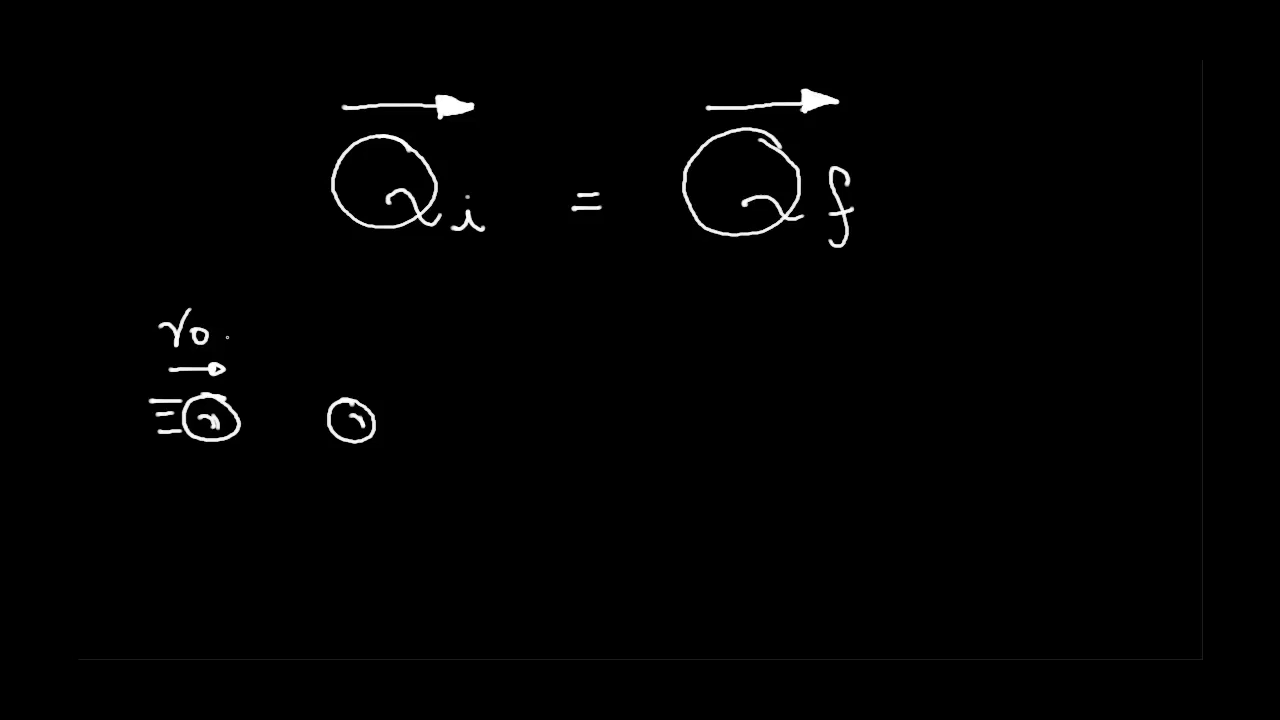 Qi = Qf
v0.